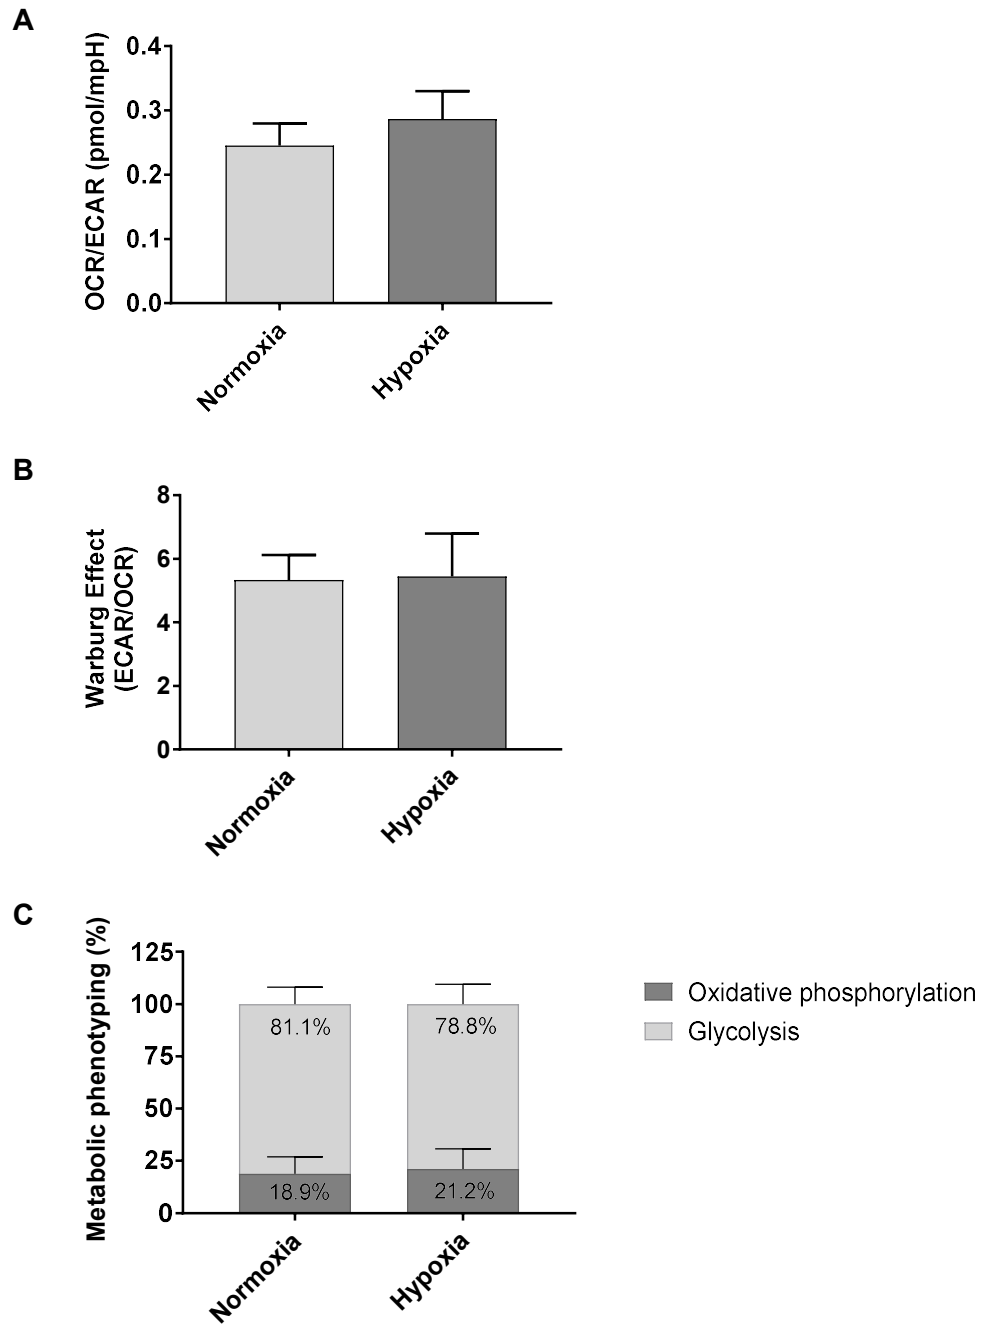 A
OCR/ECAR (pmol/mpH)
0.4
0.3
0.2
0.1
0.0
Normoxia
Hypoxia
B
Warburg Effect
(ECAR/OCR)
8
6
4
2
0
Normoxia
Hypoxia
C
Metabolic phenotyping (%)
125
100
75
50
25
0
81.1%
78.8%
18.9%
21.2%
Normoxia
Hypoxia
Oxidative phosphorylation
Glycolysis